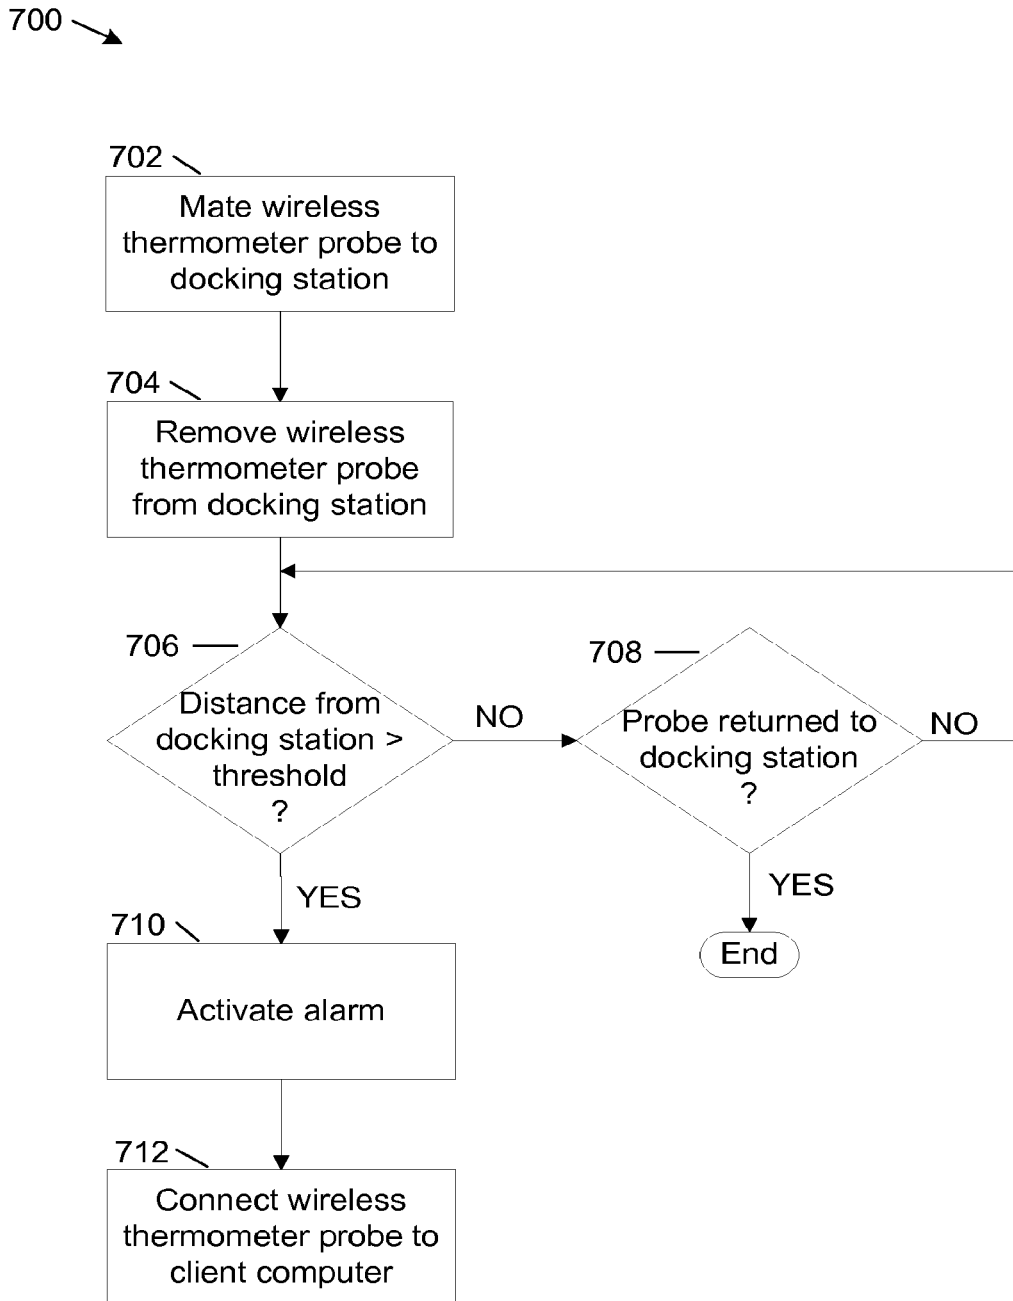 700
702
Mate wireless
thermometer probe to
docking station
704
Remove wireless
thermometer probe
from docking station
706
Distance from
docking station >
threshold
?
NO
708
Probe returned to
docking station
?
NO
YES
YES
End
710
Activate alarm
712
Connect wireless
thermometer probe to
client computer